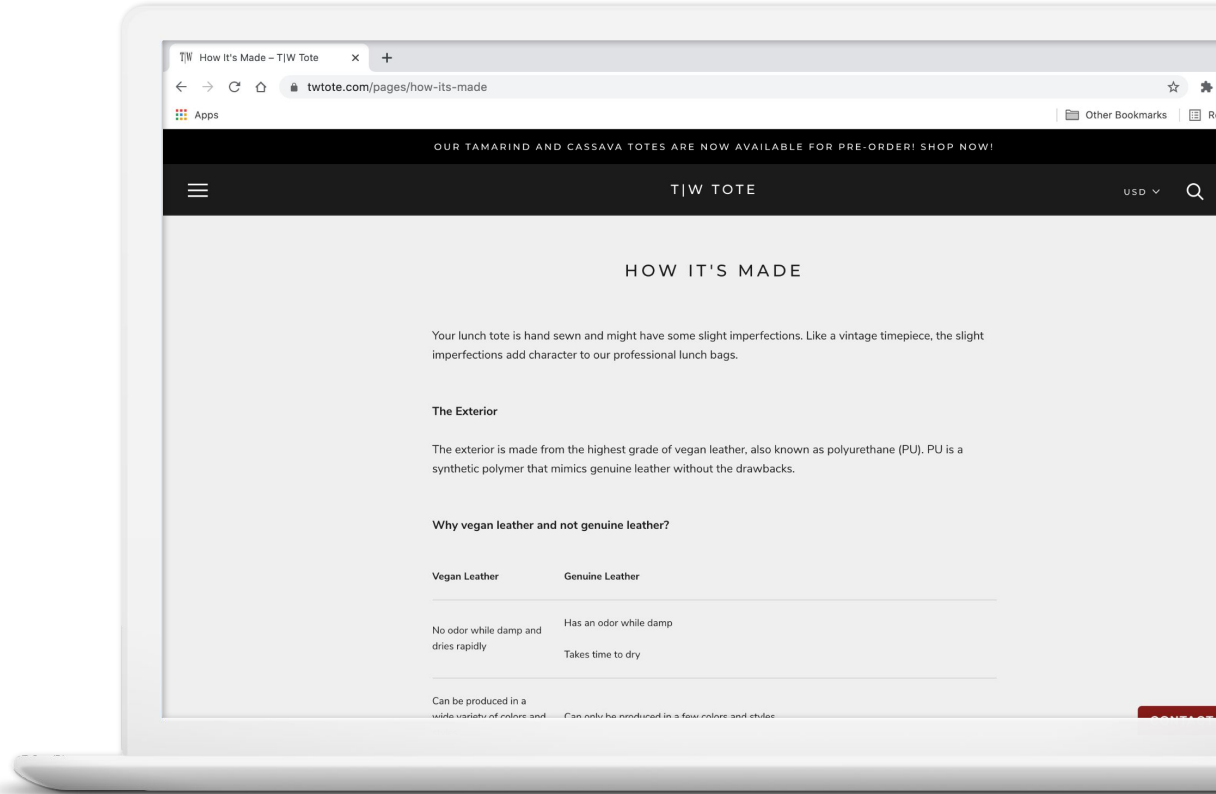 T|W How It's Made – T|W Tote
twtote.com/pages/how-its-made
Apps
Other Bookmarks
OUR TAMARIND AND CASSAVA TOTES ARE NOW AVAILABLE FOR PRE-ORDER! SHOP NOW!
T|W TOTE
USD
HOW IT'S MADE
Your lunch tote is hand sewn and might have some slight imperfections. Like a vintage timepiece, the slight
imperfections add character to our professional lunch bags.
The Exterior
The exterior is made from the highest grade of vegan leather, also known as polyurethane (PU). PU is a
synthetic polymer that mimics genuine leather without the drawbacks.
Why vegan leather and not genuine leather?
Vegan Leather Genuine Leather
No odor while damp and
dries rapidly
Has an odor while damp
Takes time to dry
Can be produced in a
wide variety of colors and
Can only be produced in a few colors and styles
CONTACT